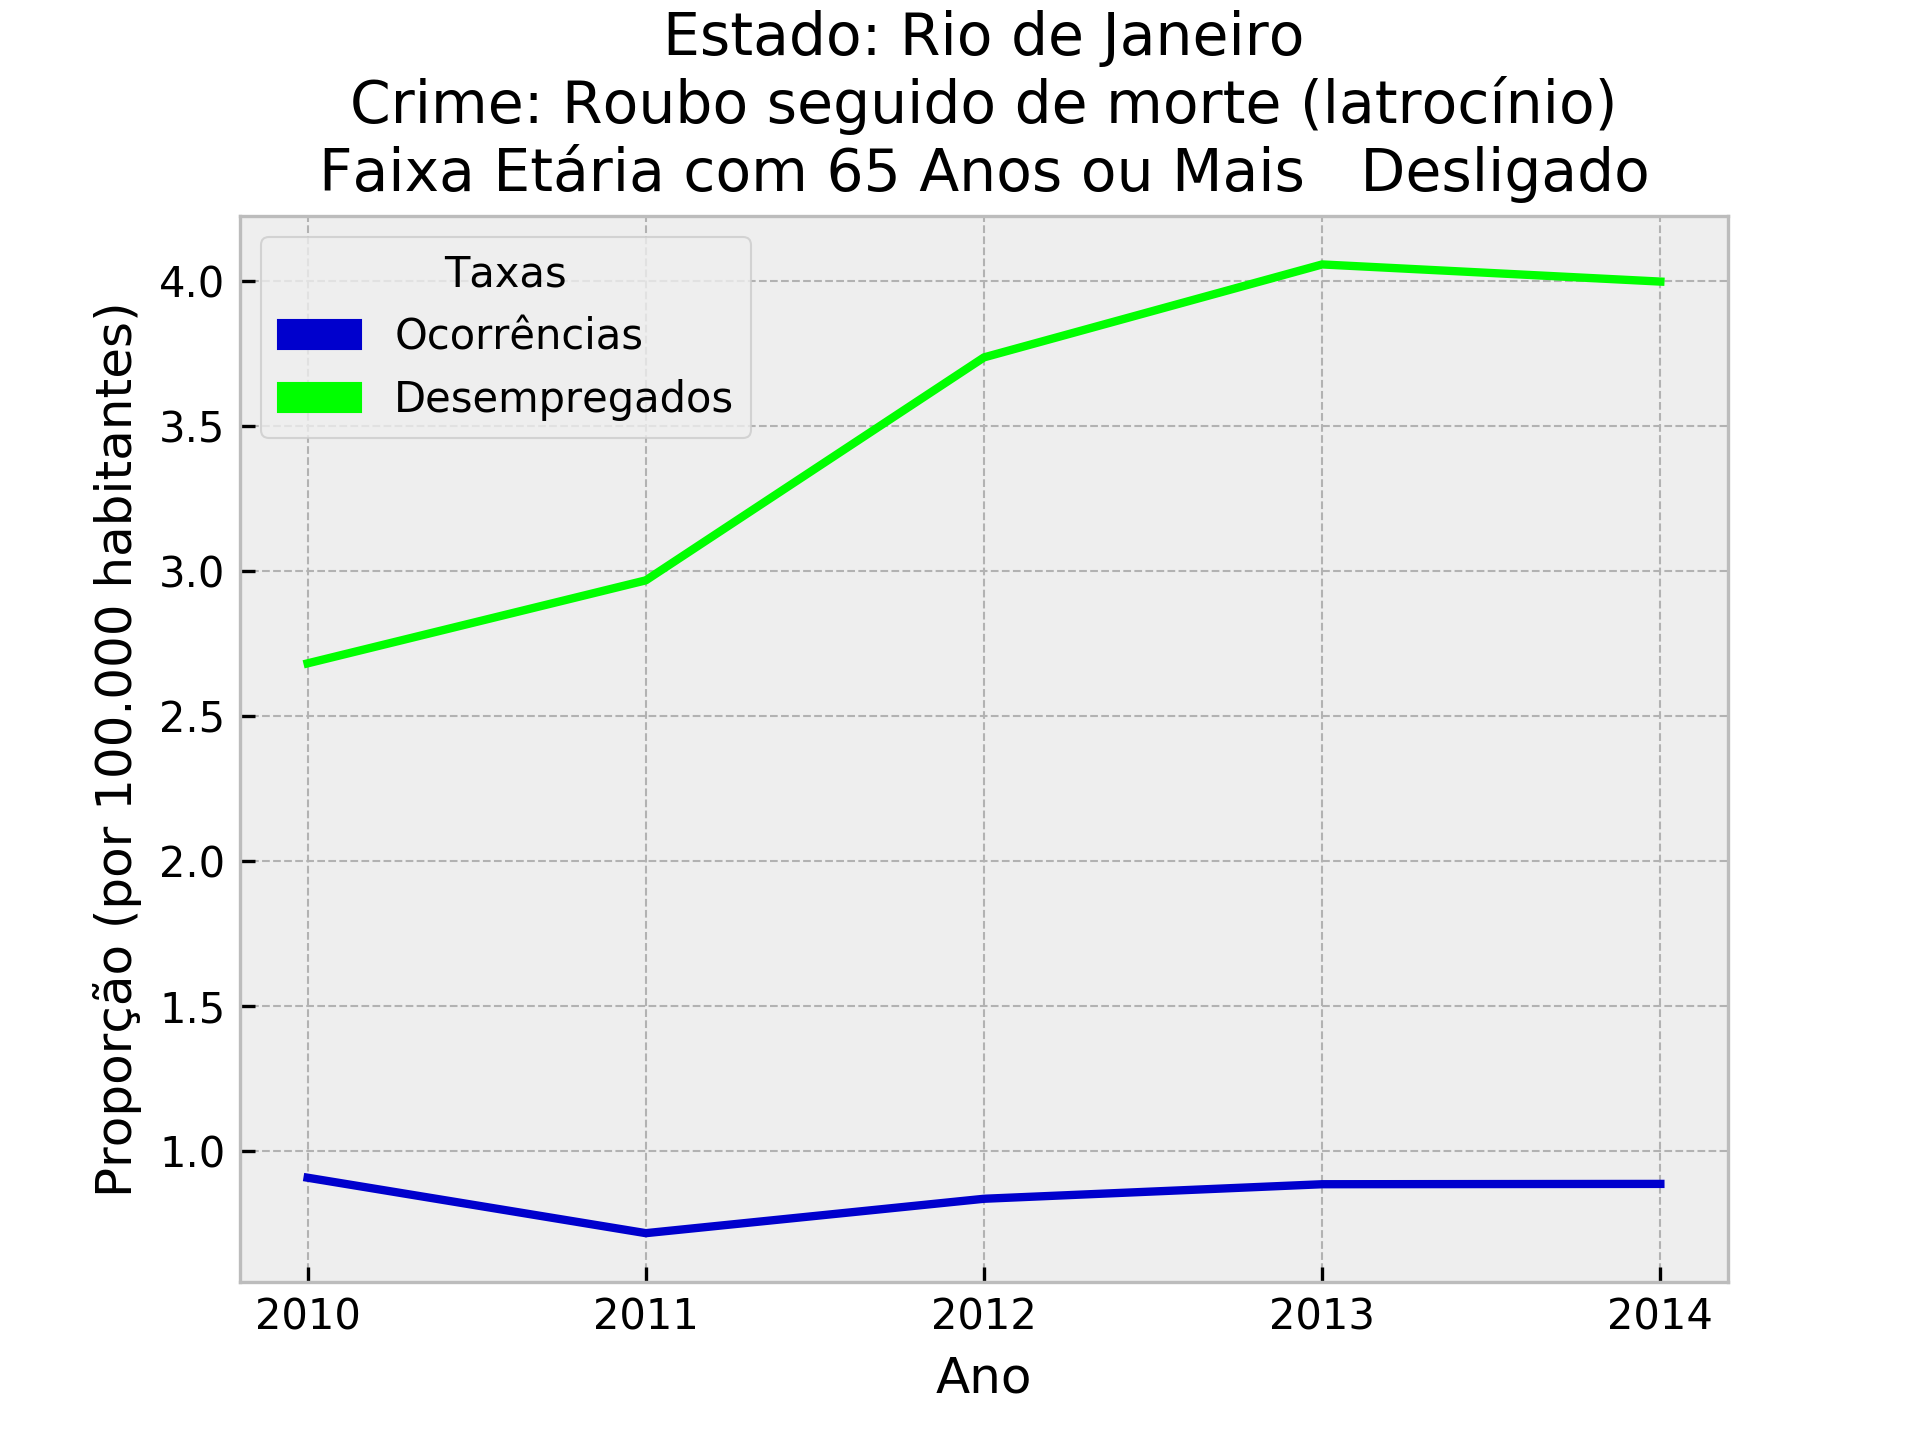 Estado: Rio de Janeiro
Crime: Roubo seguido de morte (latrocínio)
Faixa Etária com 65 Anos ou Mais   Desligado
Taxas
Ocorrências
Desempregados
Proporção (por 100.000 habitantes)
4.0
3.5
3.0
2.5
2.0
1.5
1.0
2010 2011 2012 2013 2014
Ano